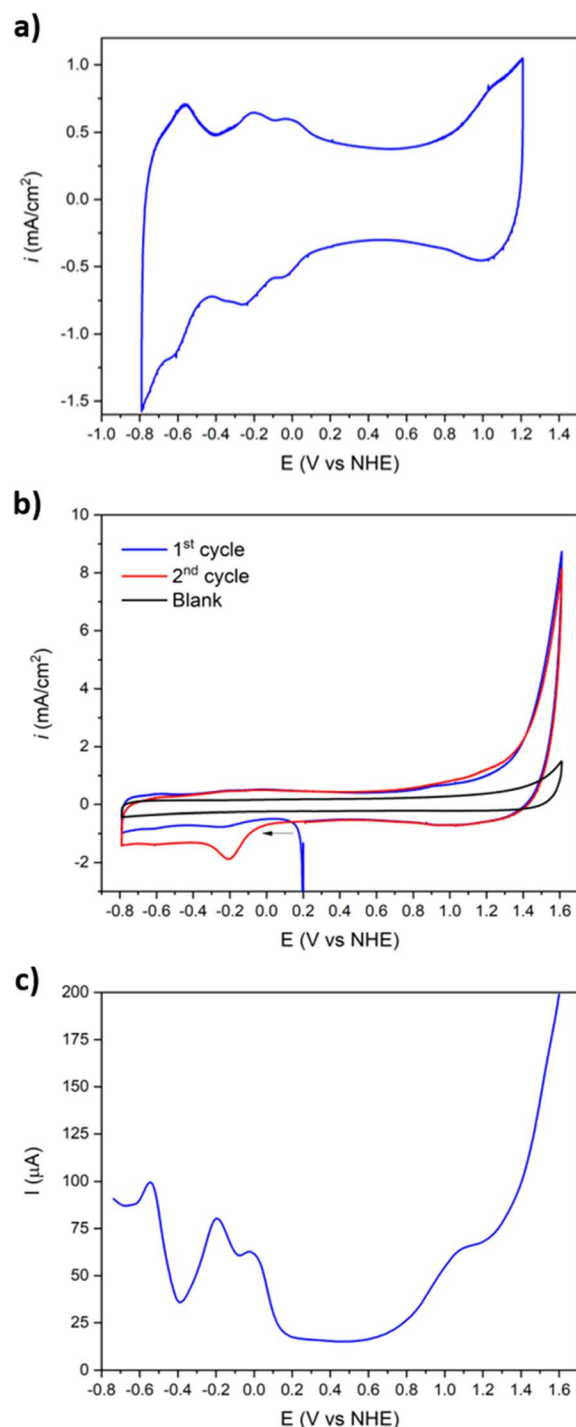 a)
1.0
0.5
0.0
-0.5
-1.0
-1.5
i (mA/cm²)
-1.0 -0.8 -0.6 -0.4 -0.2 0.0 0.2 0.4 0.6 0.8 1.0 1.2 1.4
E (V vs NHE)
b)
10
8
6
4
2
0
-2
i (mA/cm²)
1st cycle
2nd cycle
Blank
-0.8 -0.6 -0.4 -0.2 0.0 0.2 0.4 0.6 0.8 1.0 1.2 1.4 1.6
E (V vs NHE)
c)
200
175
150
125
100
75
50
25
0
I (μA)
-0.8 -0.6 -0.4 -0.2 0.0 0.2 0.4 0.6 0.8 1.0 1.2 1.4 1.6
E (V vs NHE)